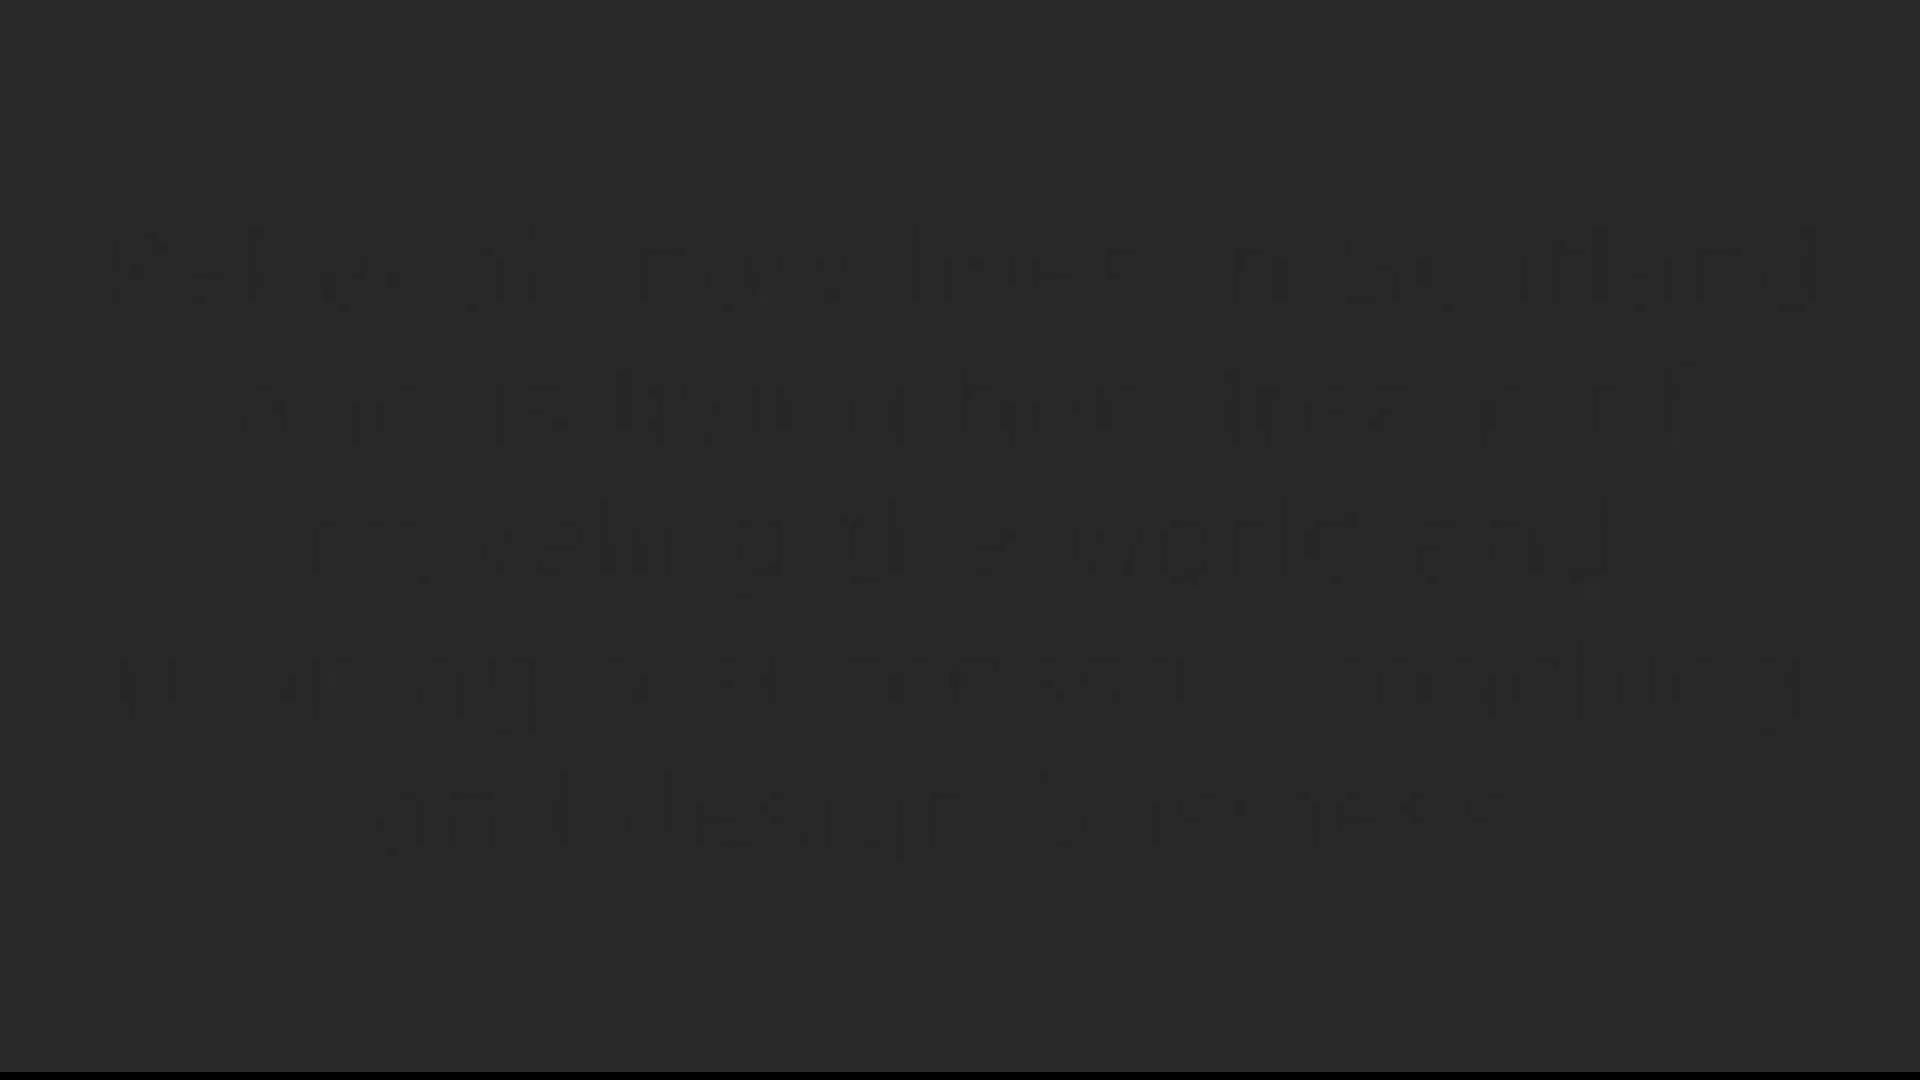 Rebekah now lives in Scotland
and is living her dream of
traveling the world and
running a successful coaching
and design business.